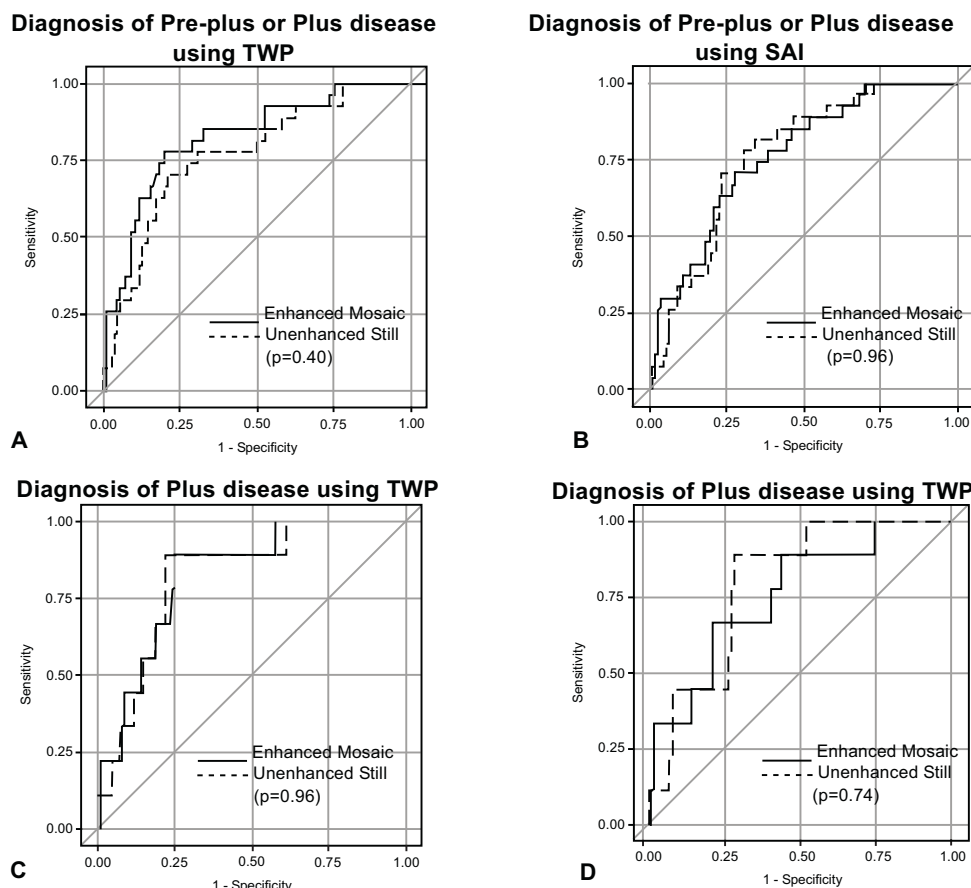 Diagnosis of Pre-plus or Plus disease
using TWP
1.00
0.75
0.50
0.25
0.00
Sensitivity
Enhanced Mosaic
Unenhanced Still
(p=0.40)
0.00 0.25 0.50 0.75 1.00
1 - Specificity
A
Diagnosis of Pre-plus or Plus disease
using SAI
1.00
0.75
0.50
0.25
0.00
Sensitivity
Enhanced Mosaic
Unenhanced Still
(p=0.96)
0.00 0.25 0.50 0.75 1.00
1 - Specificity
B
Diagnosis of Plus disease using TWP
1.00
0.75
0.50
0.25
0.00
Sensitivity
Enhanced Mosaic
Unenhanced Still
(p=0.96)
0.00 0.25 0.50 0.75 1.00
1 - Specificity
C
Diagnosis of Plus disease using TWP
1.00
0.75
0.50
0.25
0.00
Sensitivity
Enhanced Mosaic
Unenhanced Still
(p=0.74)
0.00 0.25 0.50 0.75 1.00
1 - Specificity
D